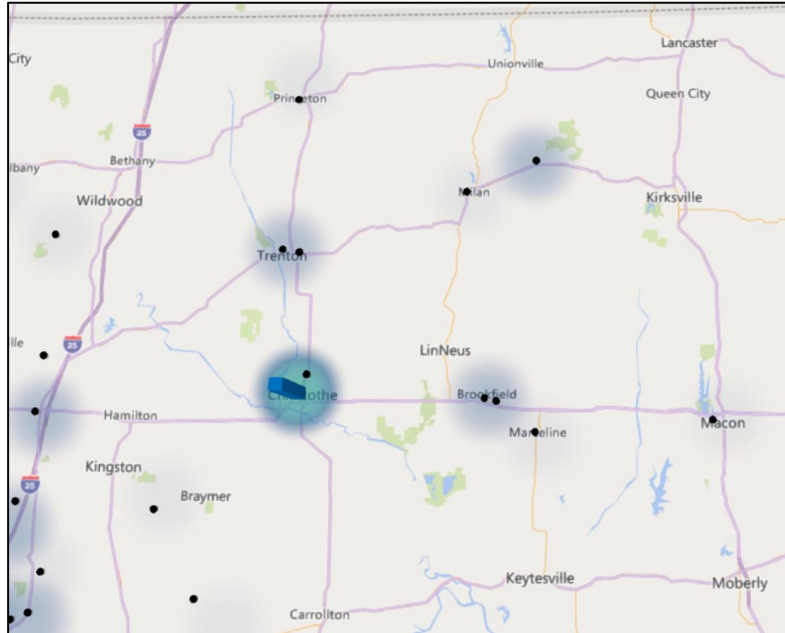 Lancaster
City
Unionville
Princeton
Queen City
35
Bethany
lbany
Milan
Kirksville
Wildwood
Trenton
lle
35
LinNeus
Brookfield
Hamilton
Macon
Marceline
Kingston
35
Braymer
Keytesville
Moberly
Carrollton